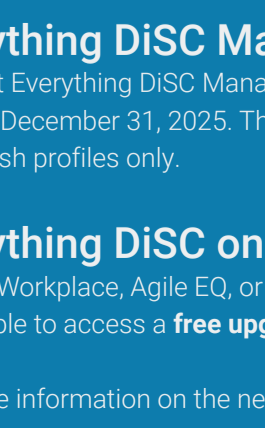 ything DiSC Ma
t Everything DiSC Mana
December 31, 2025. Th
sh profiles only.
ything DiSC on
Workplace, Agile EQ, or
ble to access a free upg
e information on the ne